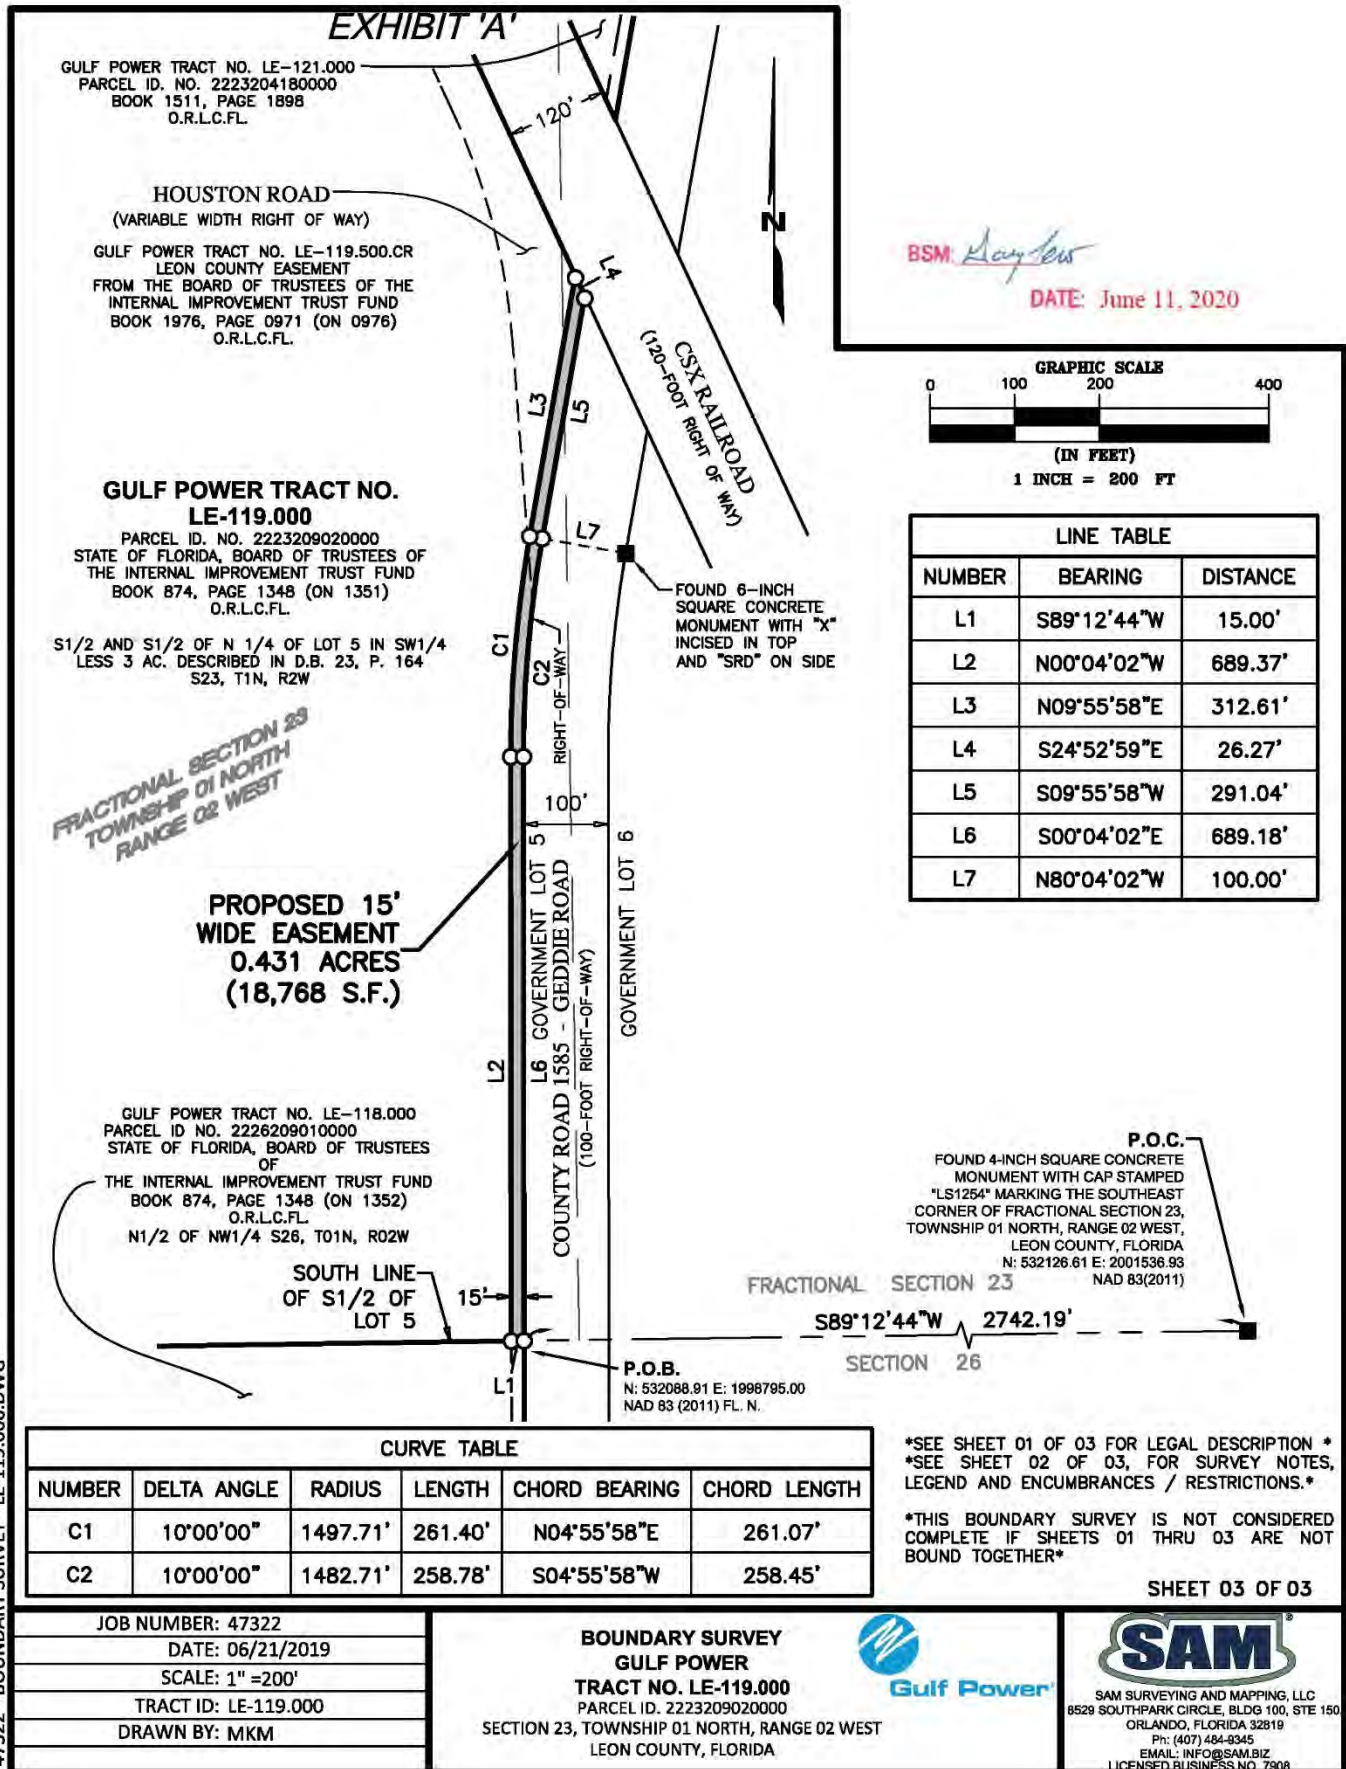 EXHIBIT 'A'
GULF POWER TRACT NO. LE-121.000
PARCEL ID. NO. 2223204180000
BOOK 1511, PAGE 1898
O.R.L.C.FL.
120'
HOUSTON ROAD
(VARIABLE WIDTH RIGHT OF WAY)
GULF POWER TRACT NO. LE-119.500.CR
LEON COUNTY EASEMENT
FROM THE BOARD OF TRUSTEES OF THE
INTERNAL IMPROVEMENT TRUST FUND
BOOK 1976, PAGE 0971 (ON 0976)
O.R.L.C.FL.
N
BSM:
DATE: June 11, 2020
L4
L3
L5
CSX RAILROAD
(120-FOOT RIGHT OF WAY)
GRAPHIC SCALE
0 100 200 400
(IN FEET)
1 INCH = 200 FT
GULF POWER TRACT NO.
LE-119.000
PARCEL ID. NO. 2223209020000
STATE OF FLORIDA, BOARD OF TRUSTEES OF
THE INTERNAL IMPROVEMENT TRUST FUND
BOOK 874, PAGE 1348 (ON 1351)
O.R.L.C.FL.
S1/2 AND S1/2 OF N 1/4 OF LOT 5 IN SW1/4
LESS 3 AC. DESCRIBED IN D.B. 23, P. 164
S23, T1N, R2W
L7
FOUND 6-INCH
SQUARE CONCRETE
MONUMENT WITH "X"
INCISED IN TOP
AND "SRD" ON SIDE
C1
C2
RIGHT-OF-WAY
LINE TABLE
NUMBER BEARING DISTANCE
L1 S89°12'44"W 15.00'
L2 N00°04'02"W 689.37'
L3 N09°55'58"E 312.61'
L4 S24°52'59"E 26.27'
L5 S09°55'58"W 291.04'
L6 S00°04'02"E 689.18'
L7 N80°04'02"W 100.00'
FRACTIONAL SECTION 23
TOWNSHIP 01 NORTH
RANGE 02 WEST
100'
PROPOSED 15'
WIDE EASEMENT
0.431 ACRES
(18,768 S.F.)
L2
L6
GOVERNMENT LOT 5
COUNTY ROAD 1585 - GEDDIE ROAD
(100-FOOT RIGHT-OF-WAY)
GOVERNMENT LOT 6
GULF POWER TRACT NO. LE-118.000
PARCEL ID NO. 2226209010000
STATE OF FLORIDA, BOARD OF TRUSTEES
OF
THE INTERNAL IMPROVEMENT TRUST FUND
BOOK 874, PAGE 1348 (ON 1352)
O.R.L.C.FL.
N1/2 OF NW1/4 S26, T01N, R02W
SOUTH LINE
OF S1/2 OF
LOT 5
15'
L1
P.O.C.
FOUND 4-INCH SQUARE CONCRETE
MONUMENT WITH CAP STAMPED
"LS1254" MARKING THE SOUTHEAST
CORNER OF FRACTIONAL SECTION 23,
TOWNSHIP 01 NORTH, RANGE 02 WEST,
LEON COUNTY, FLORIDA
N: 532126.61 E: 2001536.93
NAD 83(2011)
FRACTIONAL SECTION 23
S89°12'44"W 2742.19'
SECTION 26
P.O.B.
N: 532088.91 E: 1998795.00
NAD 83 (2011) FL. N.
CURVE TABLE
NUMBER DELTA ANGLE RADIUS LENGTH CHORD BEARING CHORD LENGTH
C1 10°00'00" 1497.71' 261.40' N04°55'58"E 261.07'
C2 10°00'00" 1482.71' 258.78' S04°55'58"W 258.45'
*SEE SHEET 01 OF 03 FOR LEGAL DESCRIPTION *
*SEE SHEET 02 OF 03, FOR SURVEY NOTES,
LEGEND AND ENCUMBRANCES / RESTRICTIONS.*
*THIS BOUNDARY SURVEY IS NOT CONSIDERED
COMPLETE IF SHEETS 01 THRU 03 ARE NOT
BOUND TOGETHER*
SHEET 03 OF 03
JOB NUMBER: 47322
DATE: 06/21/2019
SCALE: 1" =200'
TRACT ID: LE-119.000
DRAWN BY: MKM
BOUNDARY SURVEY
GULF POWER
TRACT NO. LE-119.000
PARCEL ID. 2223209020000
SECTION 23, TOWNSHIP 01 NORTH, RANGE 02 WEST
LEON COUNTY, FLORIDA
Gulf Power
SAM
SAM SURVEYING AND MAPPING, LLC
8529 SOUTHPARK CIRCLE, BLDG 100, STE 150
ORLANDO, FLORIDA 32819
Ph: (407) 484-9345
EMAIL: INFO@SAM.BIZ
LICENSED BUSINESS NO. 7908